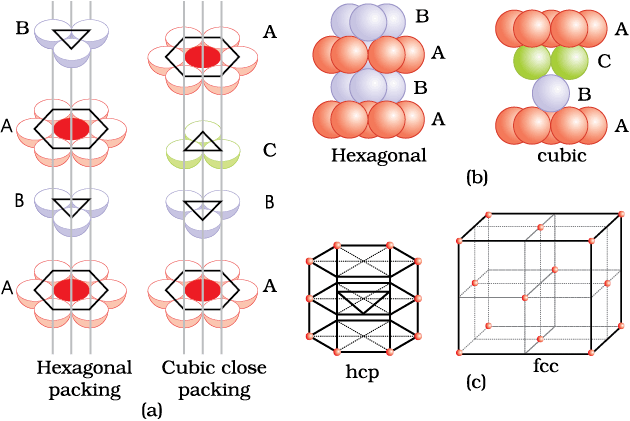 B
A
B
A
Hexagonal
packing
A
C
B
A
Cubic close
packing
(a)
B
A
B
A
Hexagonal
A
C
B
A
cubic
(b)
hcp
fcc
(c)